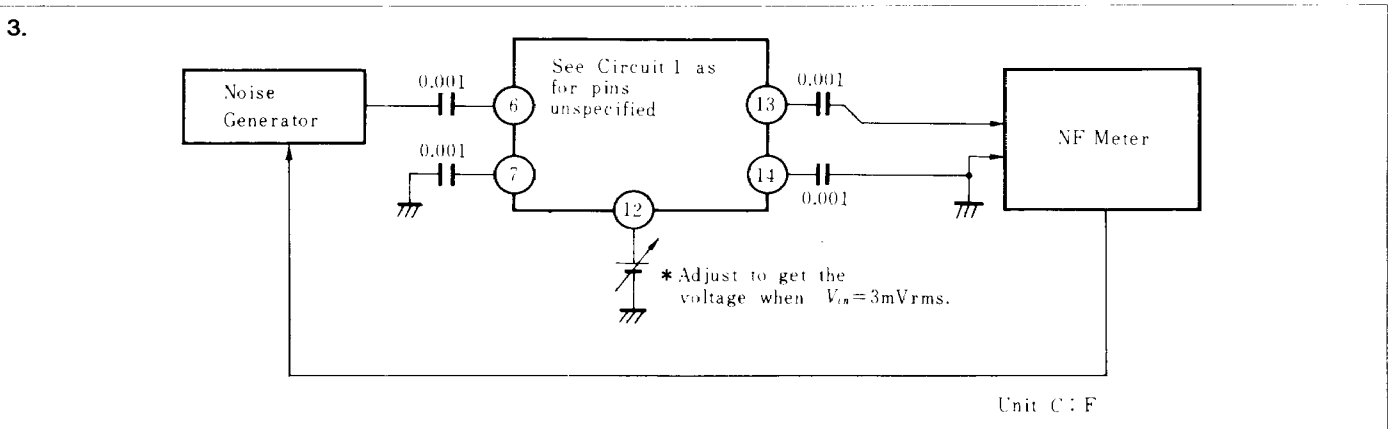 3.
Noise
Generator
0.001
6
See Circuit 1 as
for pins
unspecified
13
0.001
NF Meter
0.001
7
14
0.001
12
* Adjust to get the
voltage when Vin=3mVrms.
Unit C : F